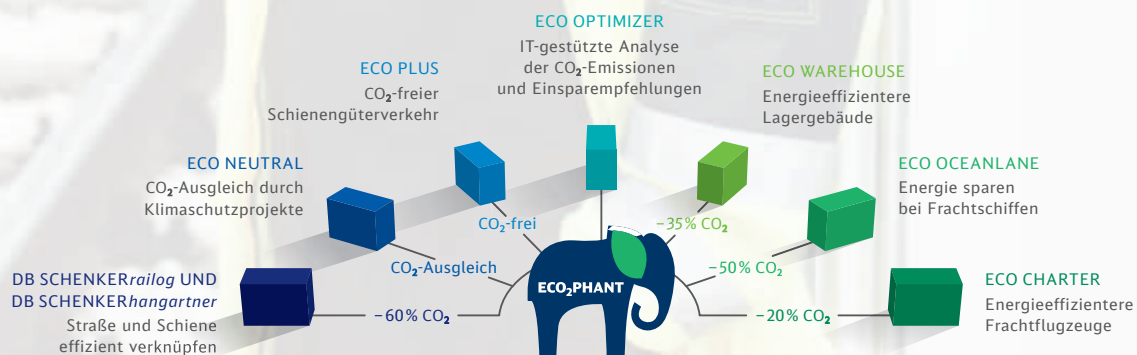 ECO OPTIMIZER
IT-gestützte Analyse
der CO₂-Emissionen
und Einsparempfehlungen
ECO PLUS
CO₂-freier
Schienengüterverkehr
ECO WAREHOUSE
Energieeffizientere
Lagergebäude
ECO NEUTRAL
CO₂-Ausgleich durch
Klimaschutzprojekte
ECO OCEANLANE
Energie sparen
bei Frachtschiffen
CO₂-frei
−35% CO₂
CO₂-Ausgleich
−50% CO₂
DB SCHENKERrailog UND
DB SCHENKERhangartner
Straße und Schiene
effizient verknüpfen
−60% CO₂
ECO₂PHANT
−20% CO₂
ECO CHARTER
Energieeffizientere
Frachtflugzeuge